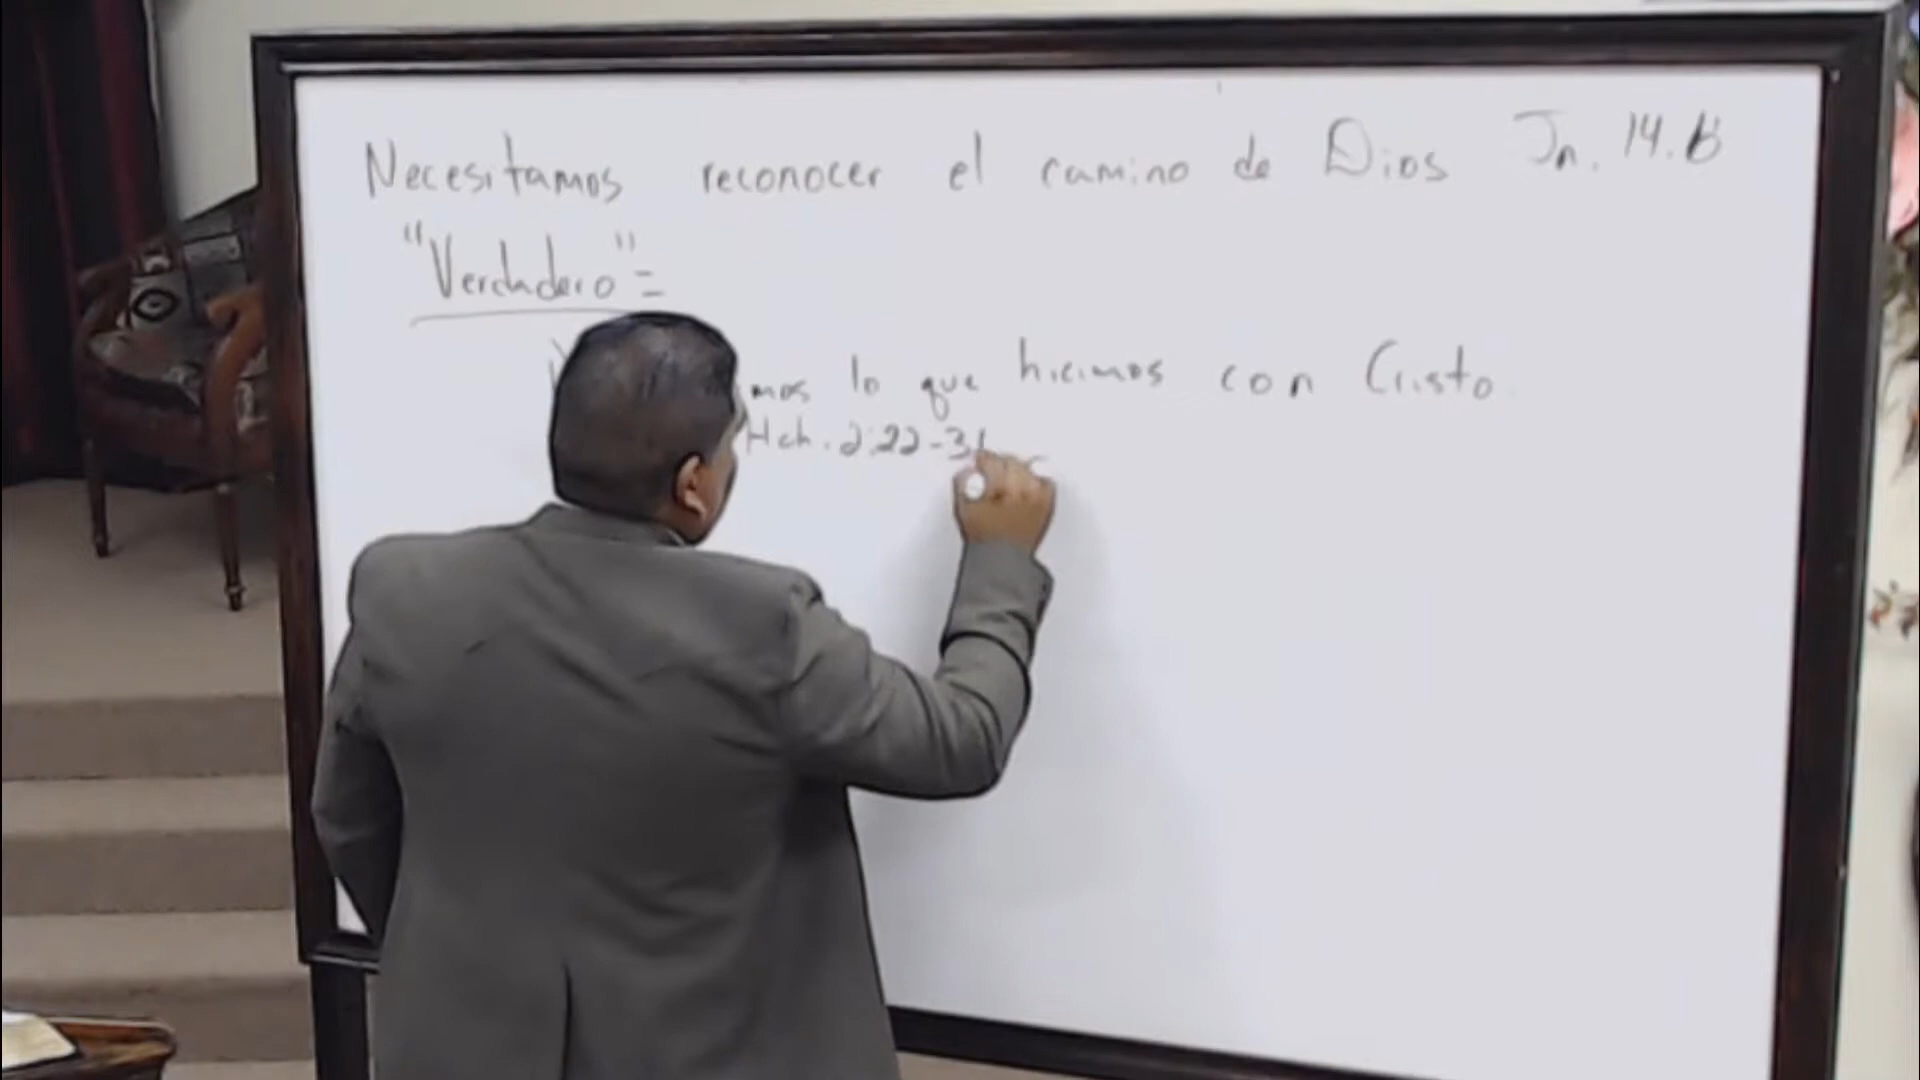 Necesitamos reconocer el camino de Dios Jn. 14.6
"Verdadero"=
mos lo que hicimos con Cristo
Hch. 2:22-3